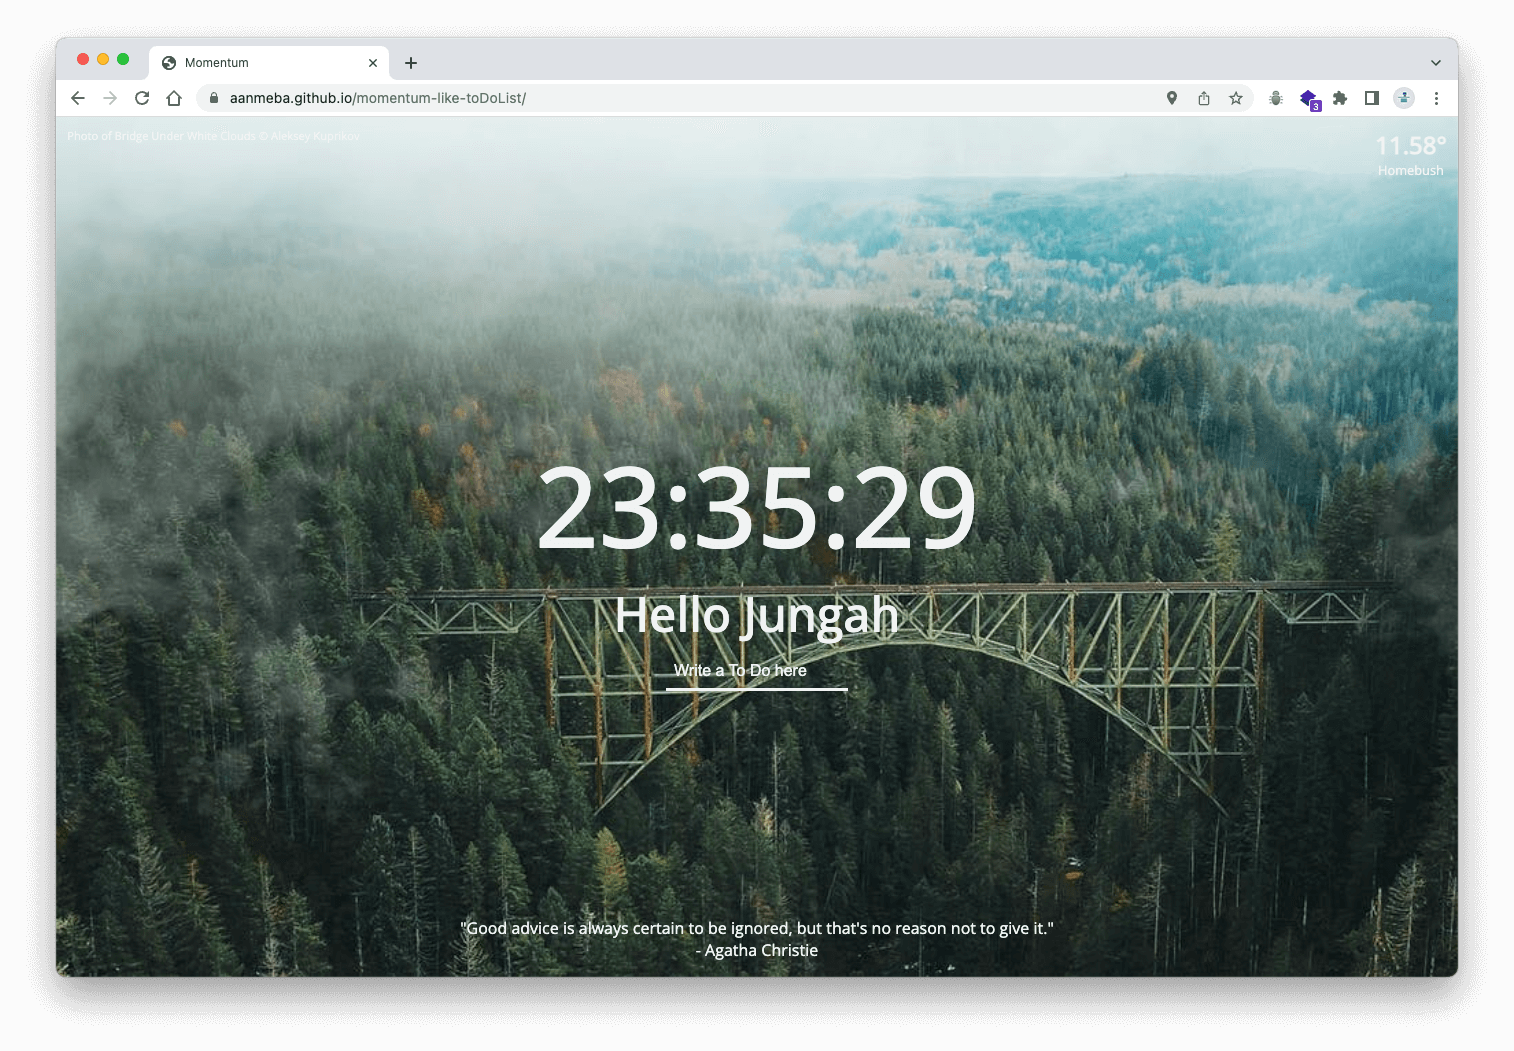 Momentum
aanmeba.github.io/momentum-like-toDoList/
3
Photo of Bridge Under White Clouds © Aleksey Kuprikov
11.58°
Homebush
23:35:29
Hello Jungah
Write a To Do here
"Good advice is always certain to be ignored, but that's no reason not to give it."
- Agatha Christie